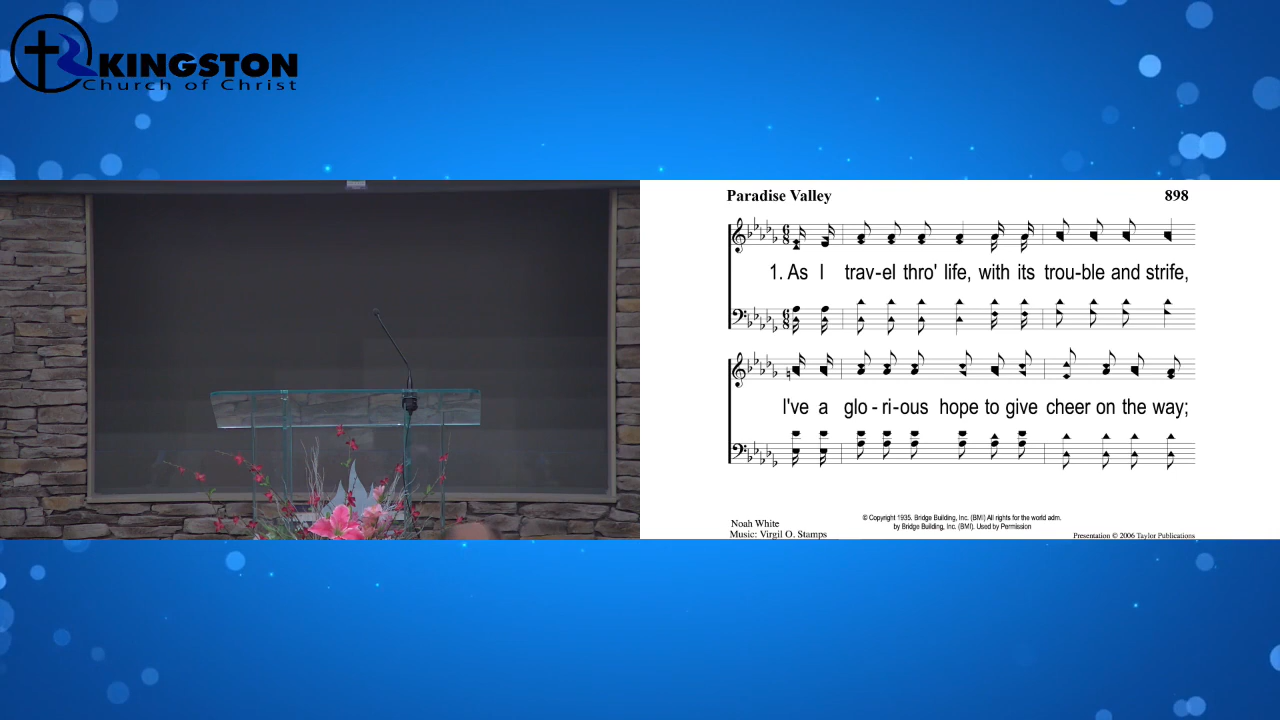 KINGSTON
Church of Christ
Paradise Valley 898
1. As I trav-el thro' life, with its trou-ble and strife,
I've a glo - ri-ous hope to give cheer on the way;
Noah White
Music: Virgil O. Stamps
© Copyright 1935. Bridge Building, Inc. (BMI) All rights for the world adm.
by Bridge Building, Inc. (BMI). Used by Permission
Presentation © 2006 Taylor Publications